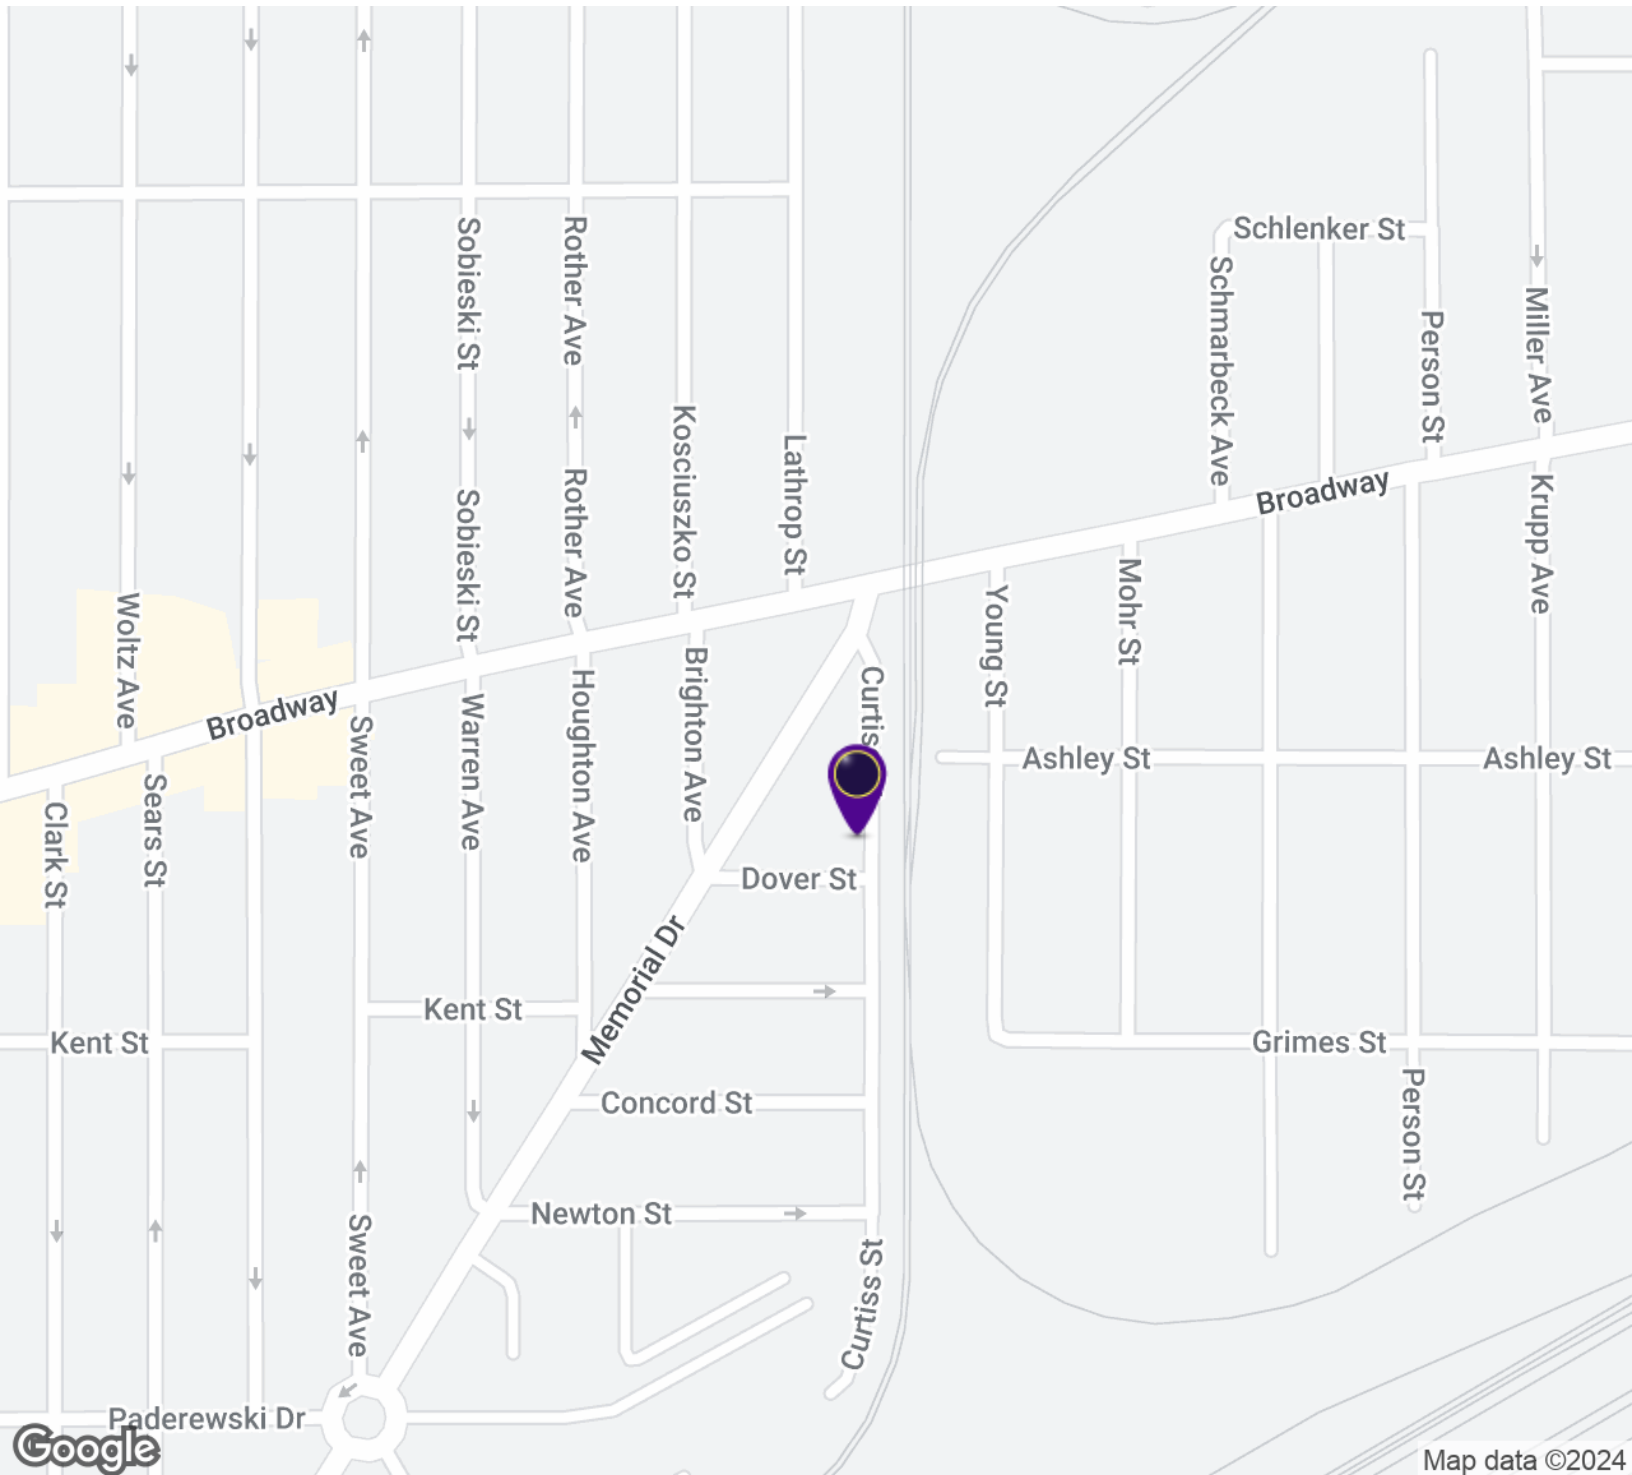 Schlenker St
Sobieski St
Rother Ave
Schmarbeck Ave
Miller Ave
Person St
Kosciuszko St
Lathrop St
Broadway
Rother Ave
Krupp Ave
Sobieski St
Mohr St
Young St
Woltz Ave
Brighton Ave
Houghton Ave
Curtis
Broadway
Warren Ave
Sweet Ave
Ashley St
Ashley St
Sears St
Clark St
Dover St
Memorial Dr
Kent St
Kent St
Grimes St
Concord St
Person St
Newton St
Sweet Ave
Curtiss St
Paderewski Dr
Google
Map data ©2024